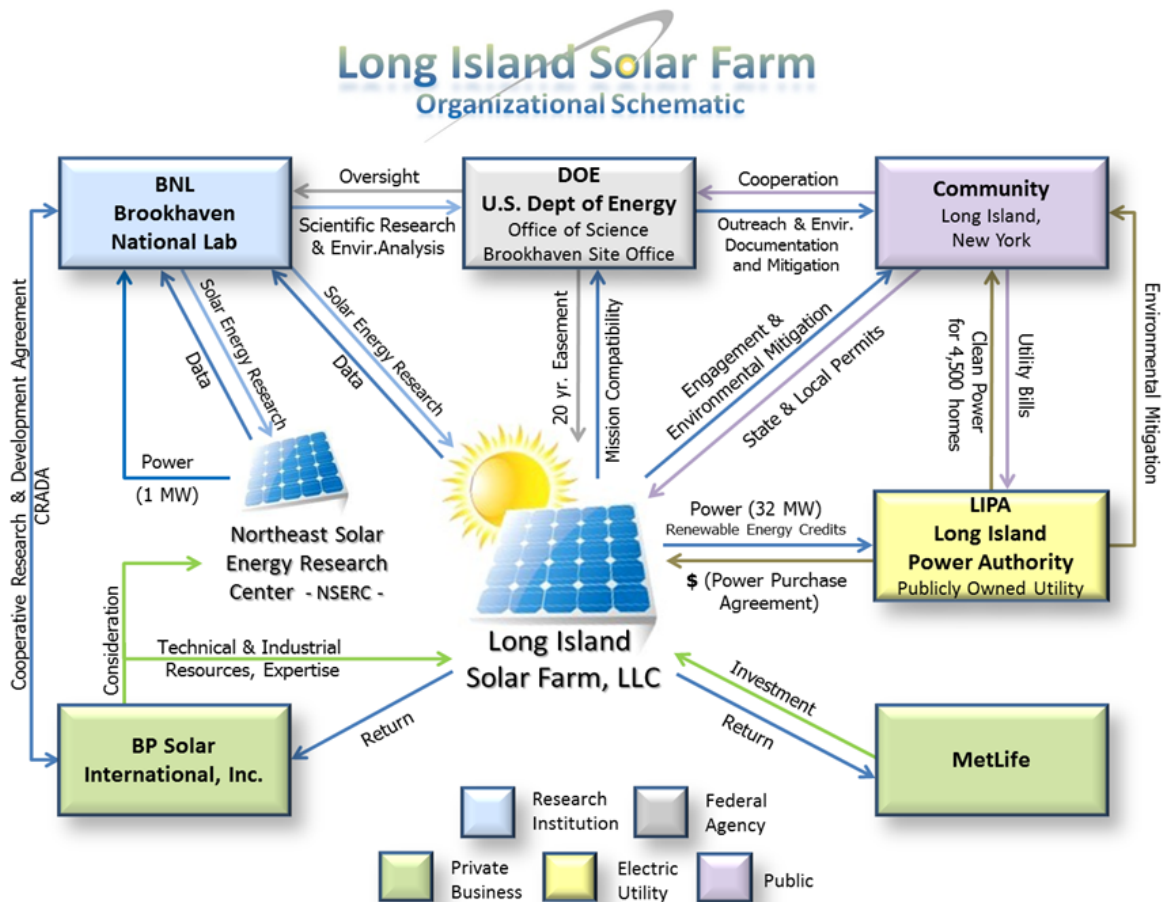 Long Island Solar Farm
Organizational Schematic
BNL
Brookhaven
National Lab
Oversight
Scientific Research
& Envir.Analysis
DOE
U.S. Dept of Energy
Office of Science
Brookhaven Site Office
Cooperation
Outreach & Envir.
Documentation
and Mitigation
Community
Long Island,
New York
Cooperative Research & Development Agreement
CRADA
Solar Energy Research
Data
Solar Energy Research
Data
20 yr. Easement
Mission Compatibility
Engagement &
Environmental Mitigation
State & Local Permits
Clean Power
for 4,500 homes
Utility Bills
Environmental Mitigation
Power
(1 MW)
Northeast Solar
Energy Research
Center - NSERC -
Power (32 MW)
Renewable Energy Credits
$ (Power Purchase
Agreement)
LIPA
Long Island
Power Authority
Publicly Owned Utility
Consideration
Technical & Industrial
Resources, Expertise
Long Island
Solar Farm, LLC
Investment
Return
Return
BP Solar
International, Inc.
MetLife
Research
Institution
Federal
Agency
Private
Business
Electric
Utility
Public